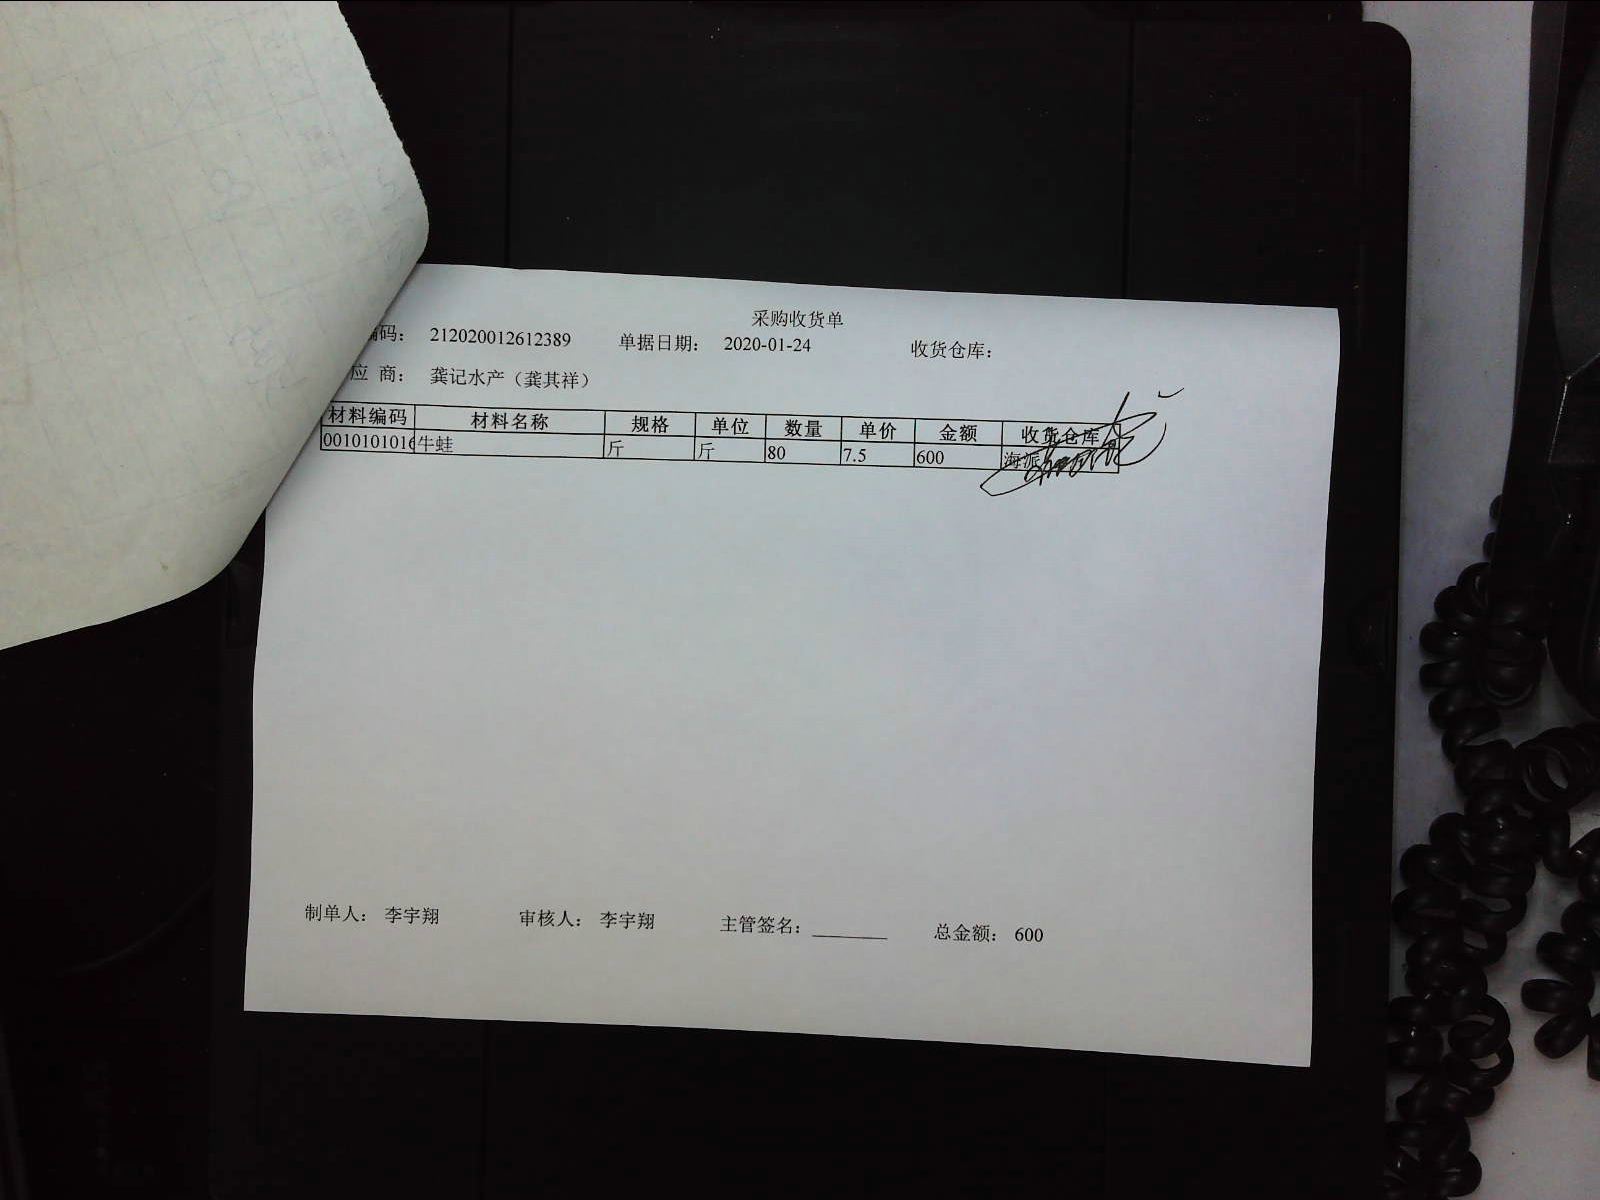 采购收货单
编码： 212020012612389 单据日期： 2020-01-24 收货仓库：
应 商： 龚记水产（龚其祥）
材料编码 材料名称 规格 单位 数量 单价 金额 收货仓库
0010101016 牛蛙 斤 斤 80 7.5 600 海派
制单人： 李宇翔 审核人： 李宇翔 主管签名： 总金额： 600